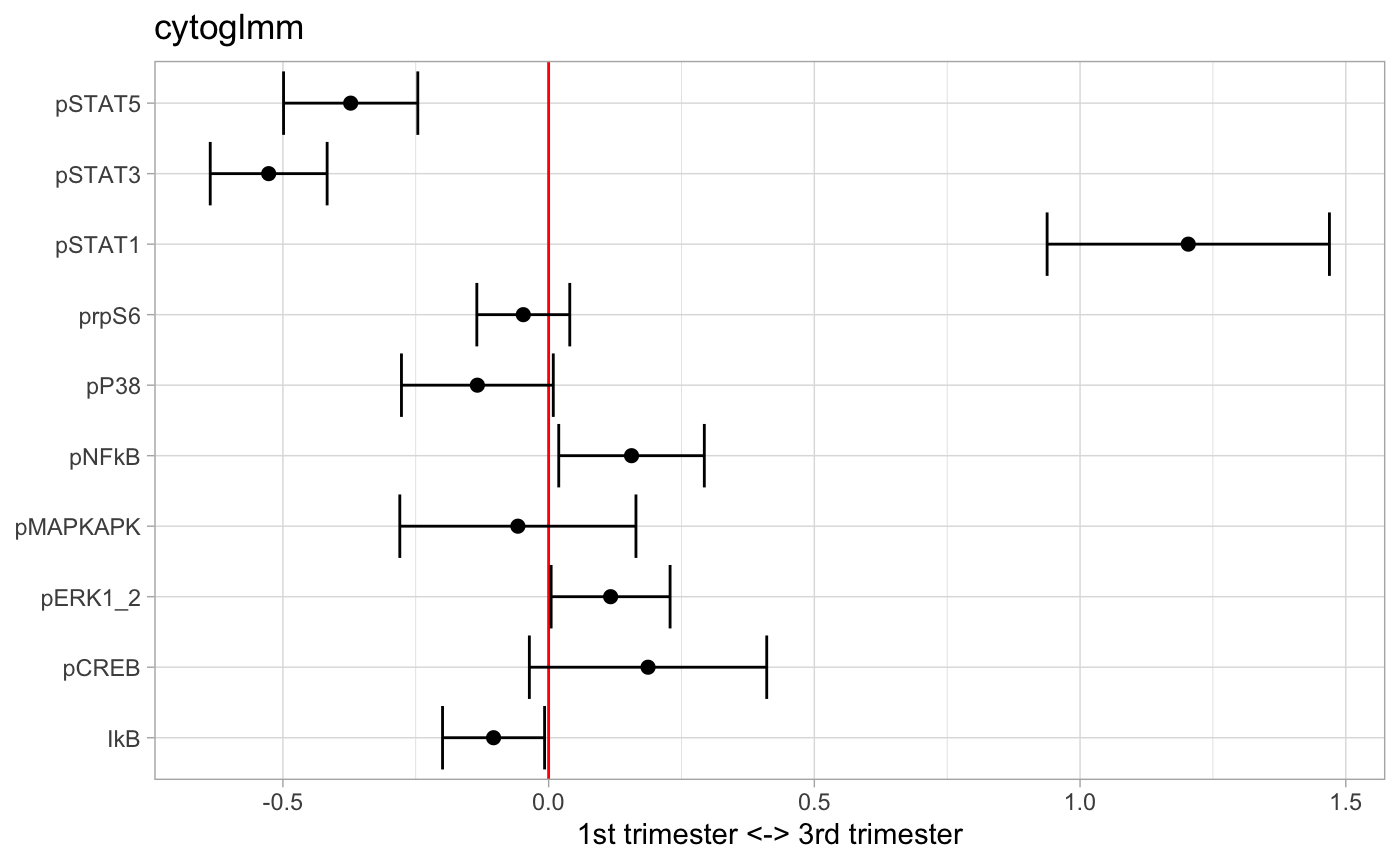 cytoglmm
pSTAT5
pSTAT3
pSTAT1
prpS6
pP38
pNFkB
pMAPKAPK
pERK1_2
pCREB
IkB
-0.5 0.0 0.5 1.0 1.5
1st trimester <-> 3rd trimester